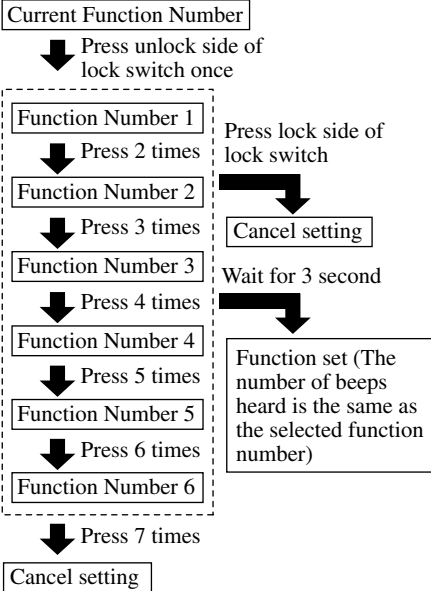 Current Function Number
Press unlock side of
lock switch once
Function Number 1
Press 2 times
Function Number 2
Press 3 times
Function Number 3
Press 4 times
Function Number 4
Press 5 times
Function Number 5
Press 6 times
Function Number 6
Press 7 times
Cancel setting
Press lock side of
lock switch
Cancel setting
Wait for 3 second
Function set (The
number of beeps
heard is the same as
the selected function
number)